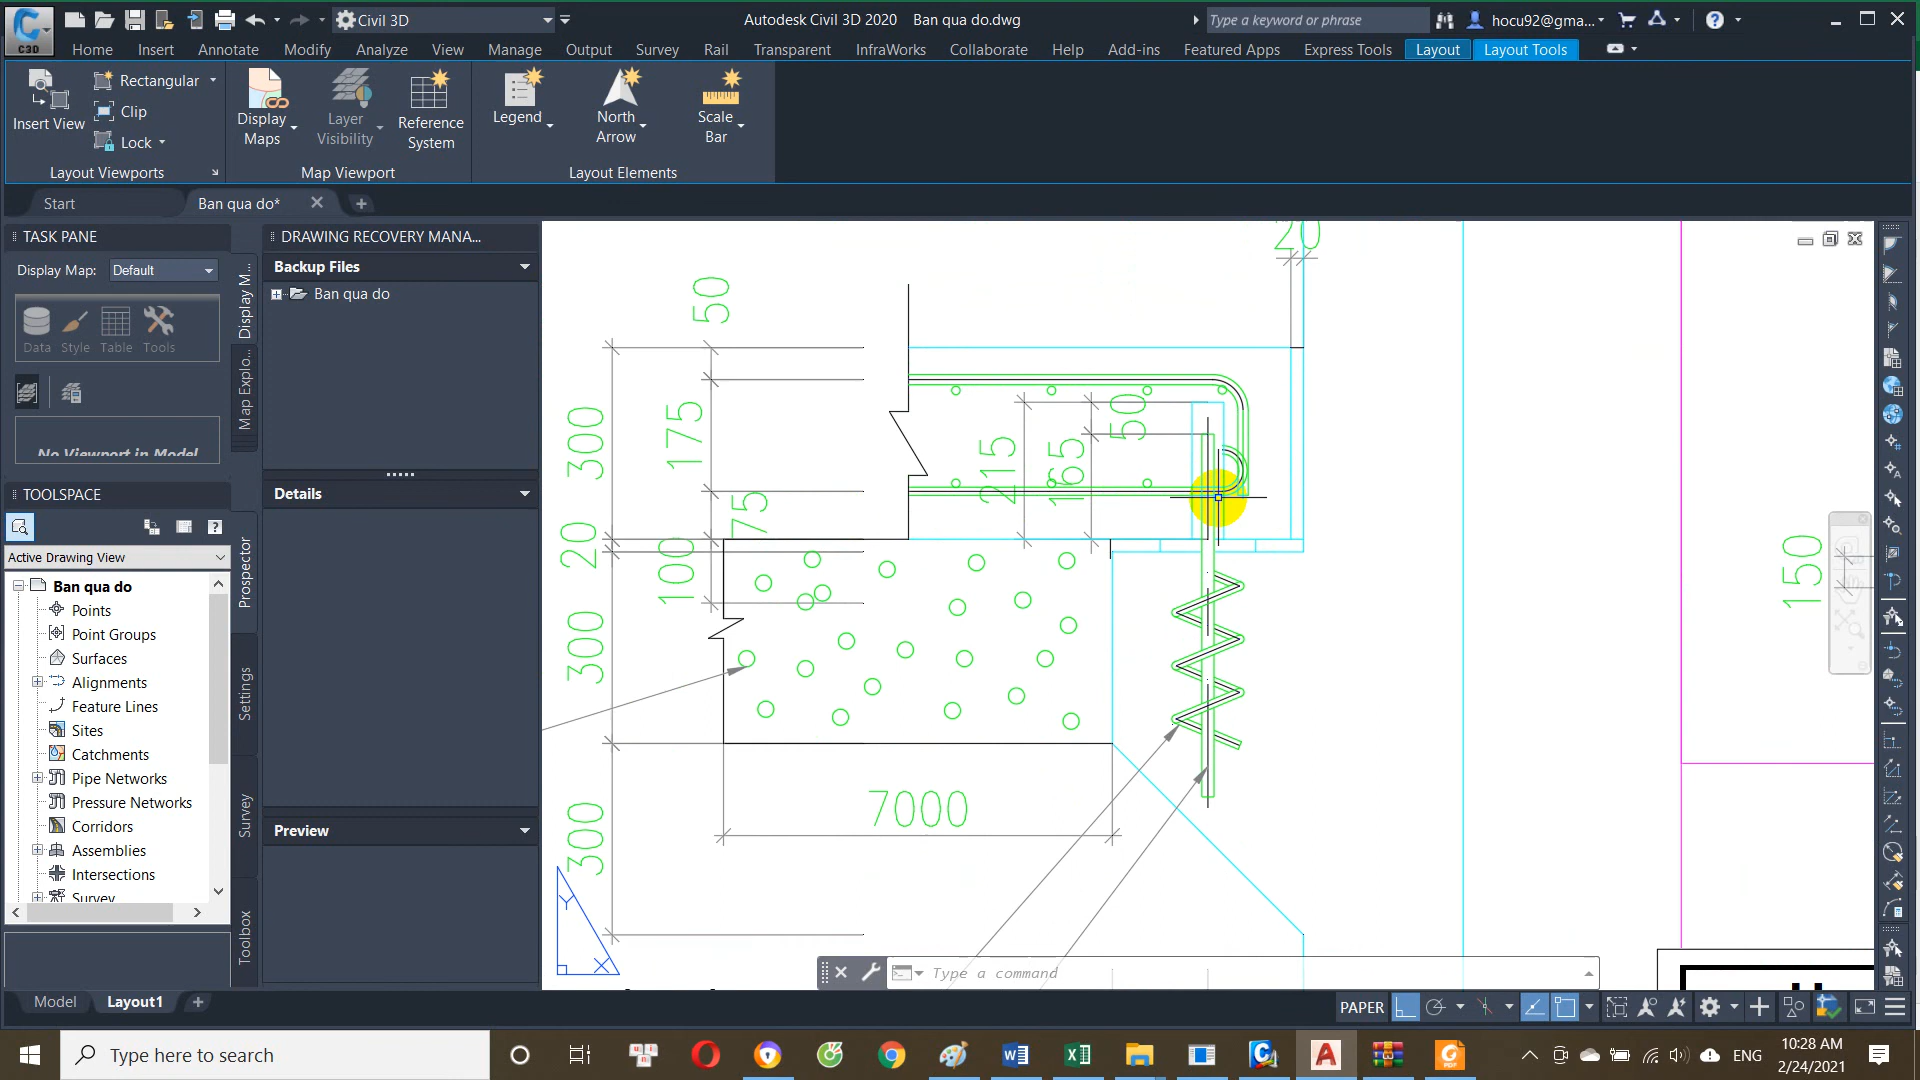 Civil 3D
Autodesk Civil 3D 2020 Ban qua do.dwg
Type a keyword or phrase
hocu92@gma...
C3D
Home Insert Annotate Modify Analyze View Manage Output Survey Rail Transparent InfraWorks Collaborate Help Add-ins Featured Apps Express Tools Layout Layout Tools
Insert View
Rectangular
Clip
Lock
Layout Viewports
Display Maps
Layer Visibility
Reference System
Map Viewport
Legend
North Arrow
Scale Bar
Layout Elements
Start
Ban qua do*
TASK PANE
Display Map: Default
Data Style Table Tools
No Viewport in Model
Display M...
Map Explo...
DRAWING RECOVERY MANA...
Backup Files
Ban qua do
Details
Preview
TOOLSPACE
Active Drawing View
Ban qua do
Points
Point Groups
Surfaces
Alignments
Feature Lines
Sites
Catchments
Pipe Networks
Pressure Networks
Corridors
Assemblies
Intersections
Survey
Prospector
Settings
Survey
Toolbox
20
50
300
175
215
165
50
75
20
100
300
300
7000
150
Y
X
Type a command
Model
Layout1
PAPER
Type here to search
ENG
10:28 AM
2/24/2021